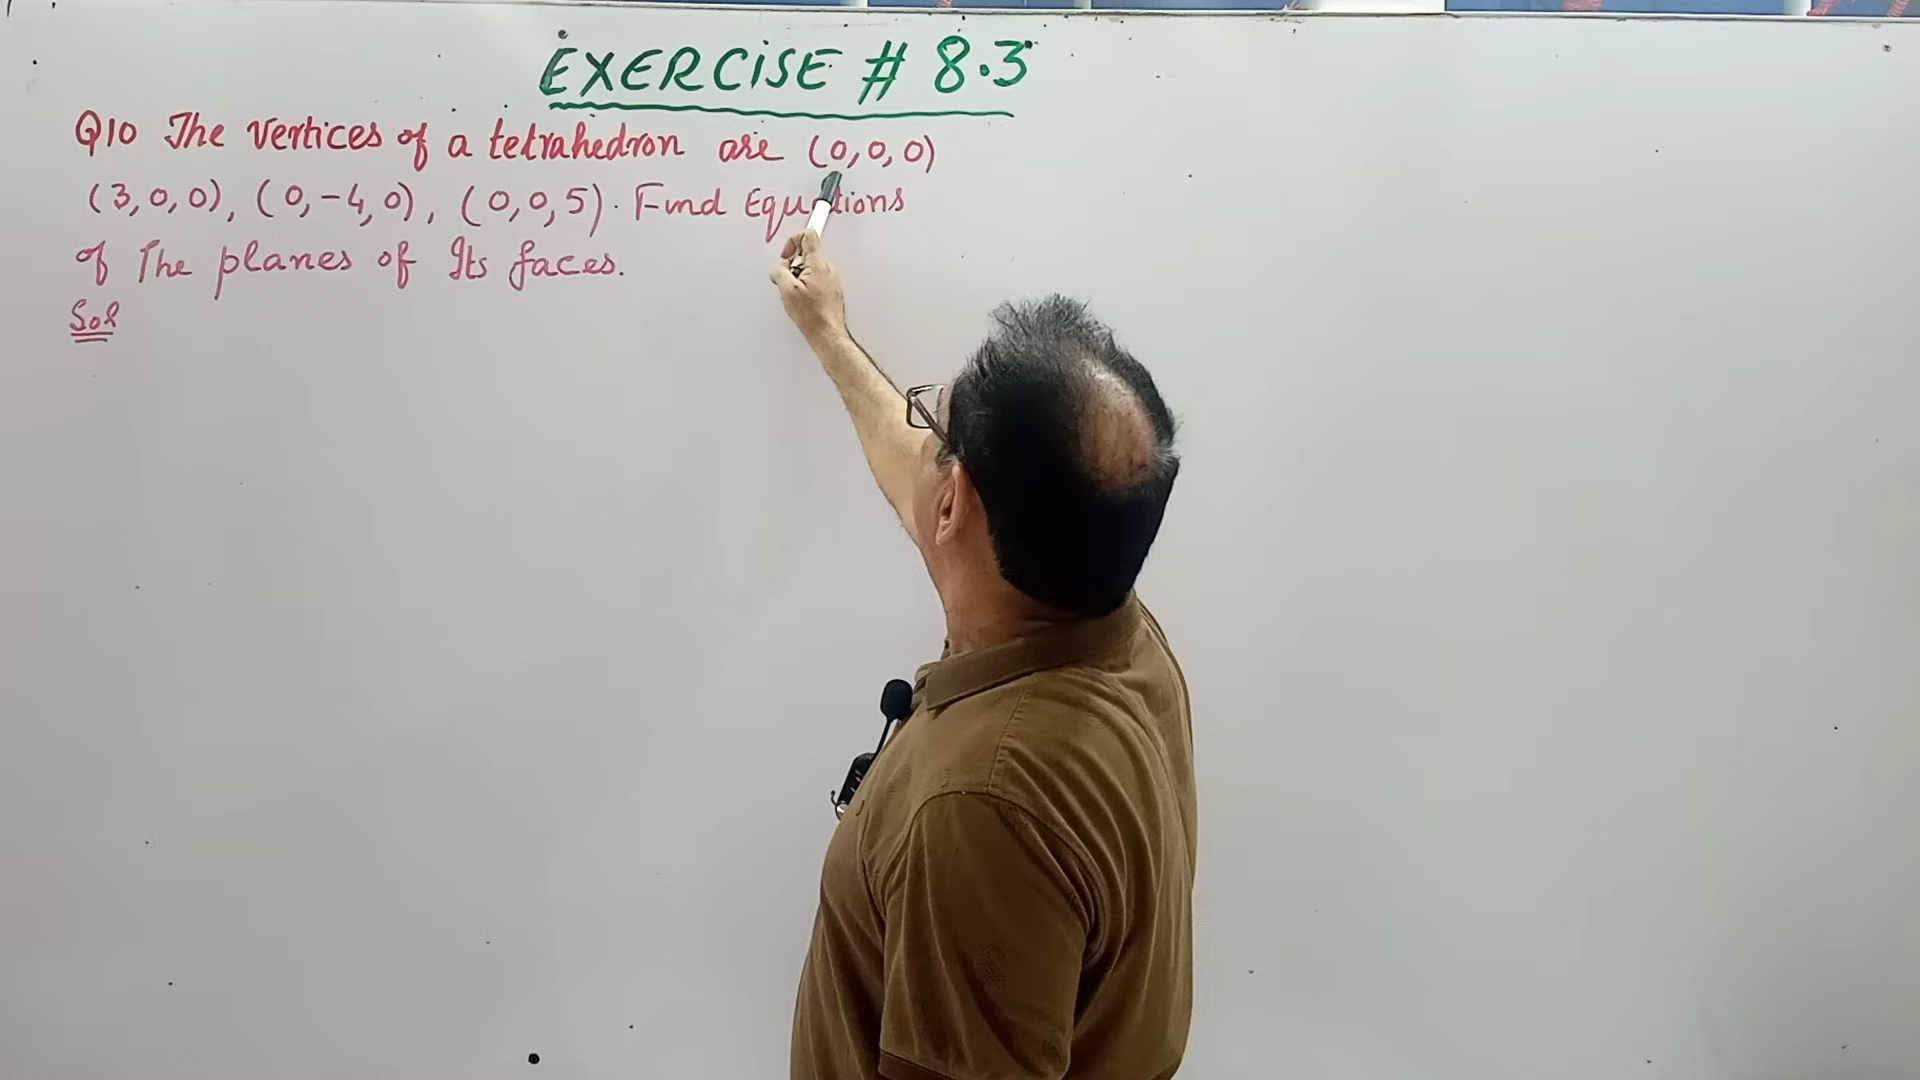 EXERCISE # 8.3
Q10 The vertices of a tetrahedron are (0,0,0)
(3,0,0), (0,-4,0), (0,0,5). Find Equations
of The planes of Its faces.
Sol